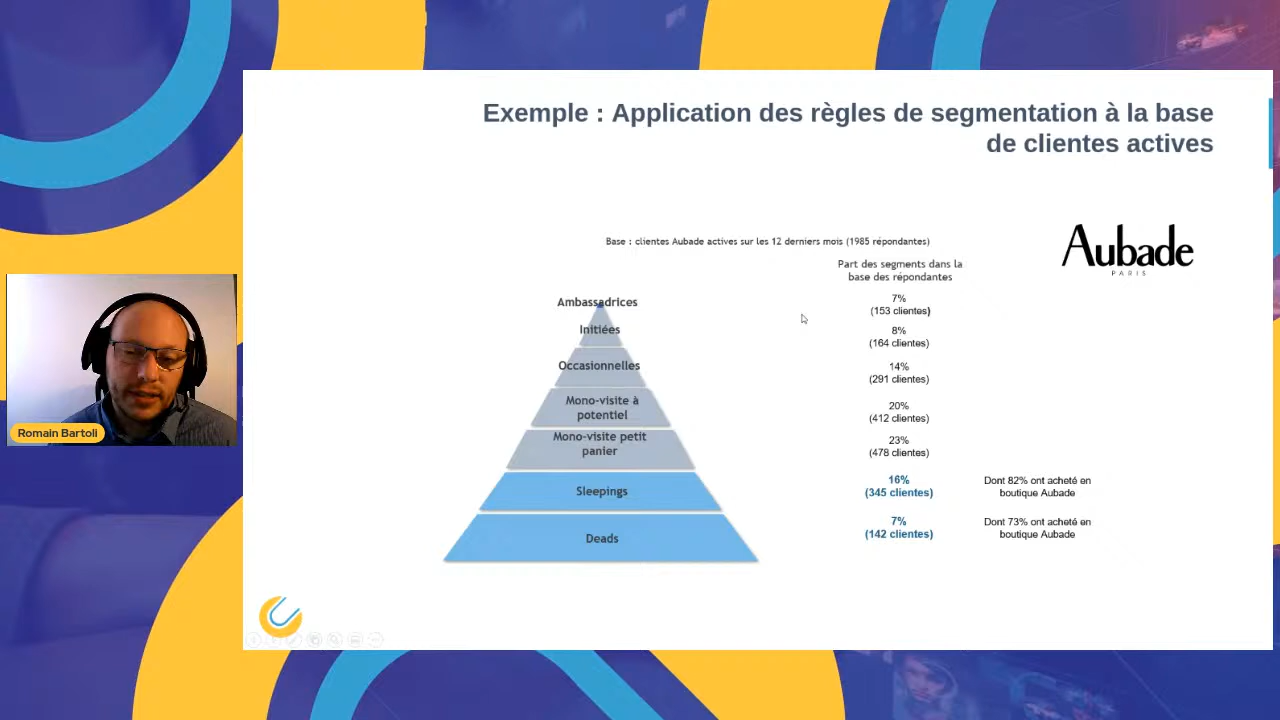 Exemple : Application des règles de segmentation à la base
de clientes actives
Base : clientes Aubade actives sur les 12 derniers mois (1985 répondantes)
Aubade
PARIS
Part des segments dans la
base des répondantes
Ambassadrices
7%
(153 clientes)
Initiées
8%
(164 clientes)
Occasionnelles
14%
(291 clientes)
Mono-visite à
potentiel
20%
(412 clientes)
Mono-visite petit
panier
23%
(478 clientes)
Sleepings
16%
(345 clientes)
Dont 82% ont acheté en
boutique Aubade
Deads
7%
(142 clientes)
Dont 73% ont acheté en
boutique Aubade
Romain Bartoli